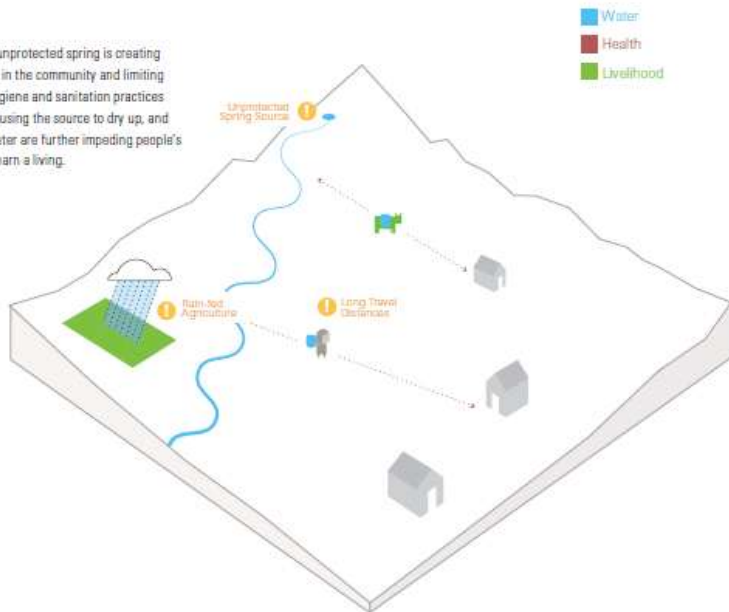 Water
Health
Livelihood
unprotected spring is creating
in the community and limiting
giene and sanitation practices
using the source to dry up, and
ter are further impeding people's
arn a living.
Unprotected
Spring Source
Rain-fed
Agriculture
Long Travel
Distances